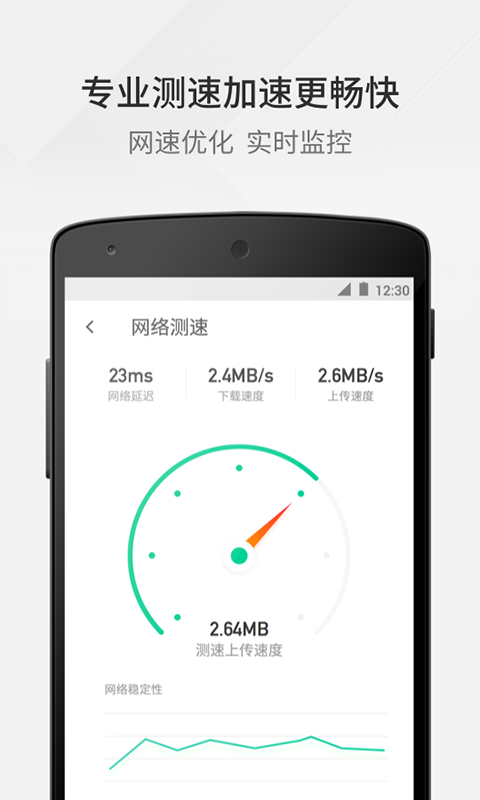 专业测速加速更畅快
网速优化 实时监控
12:30
网络测速
23ms 2.4MB/s 2.6MB/s
网络延迟 下载速度 上传速度
2.64MB
测速上传速度
网络稳定性